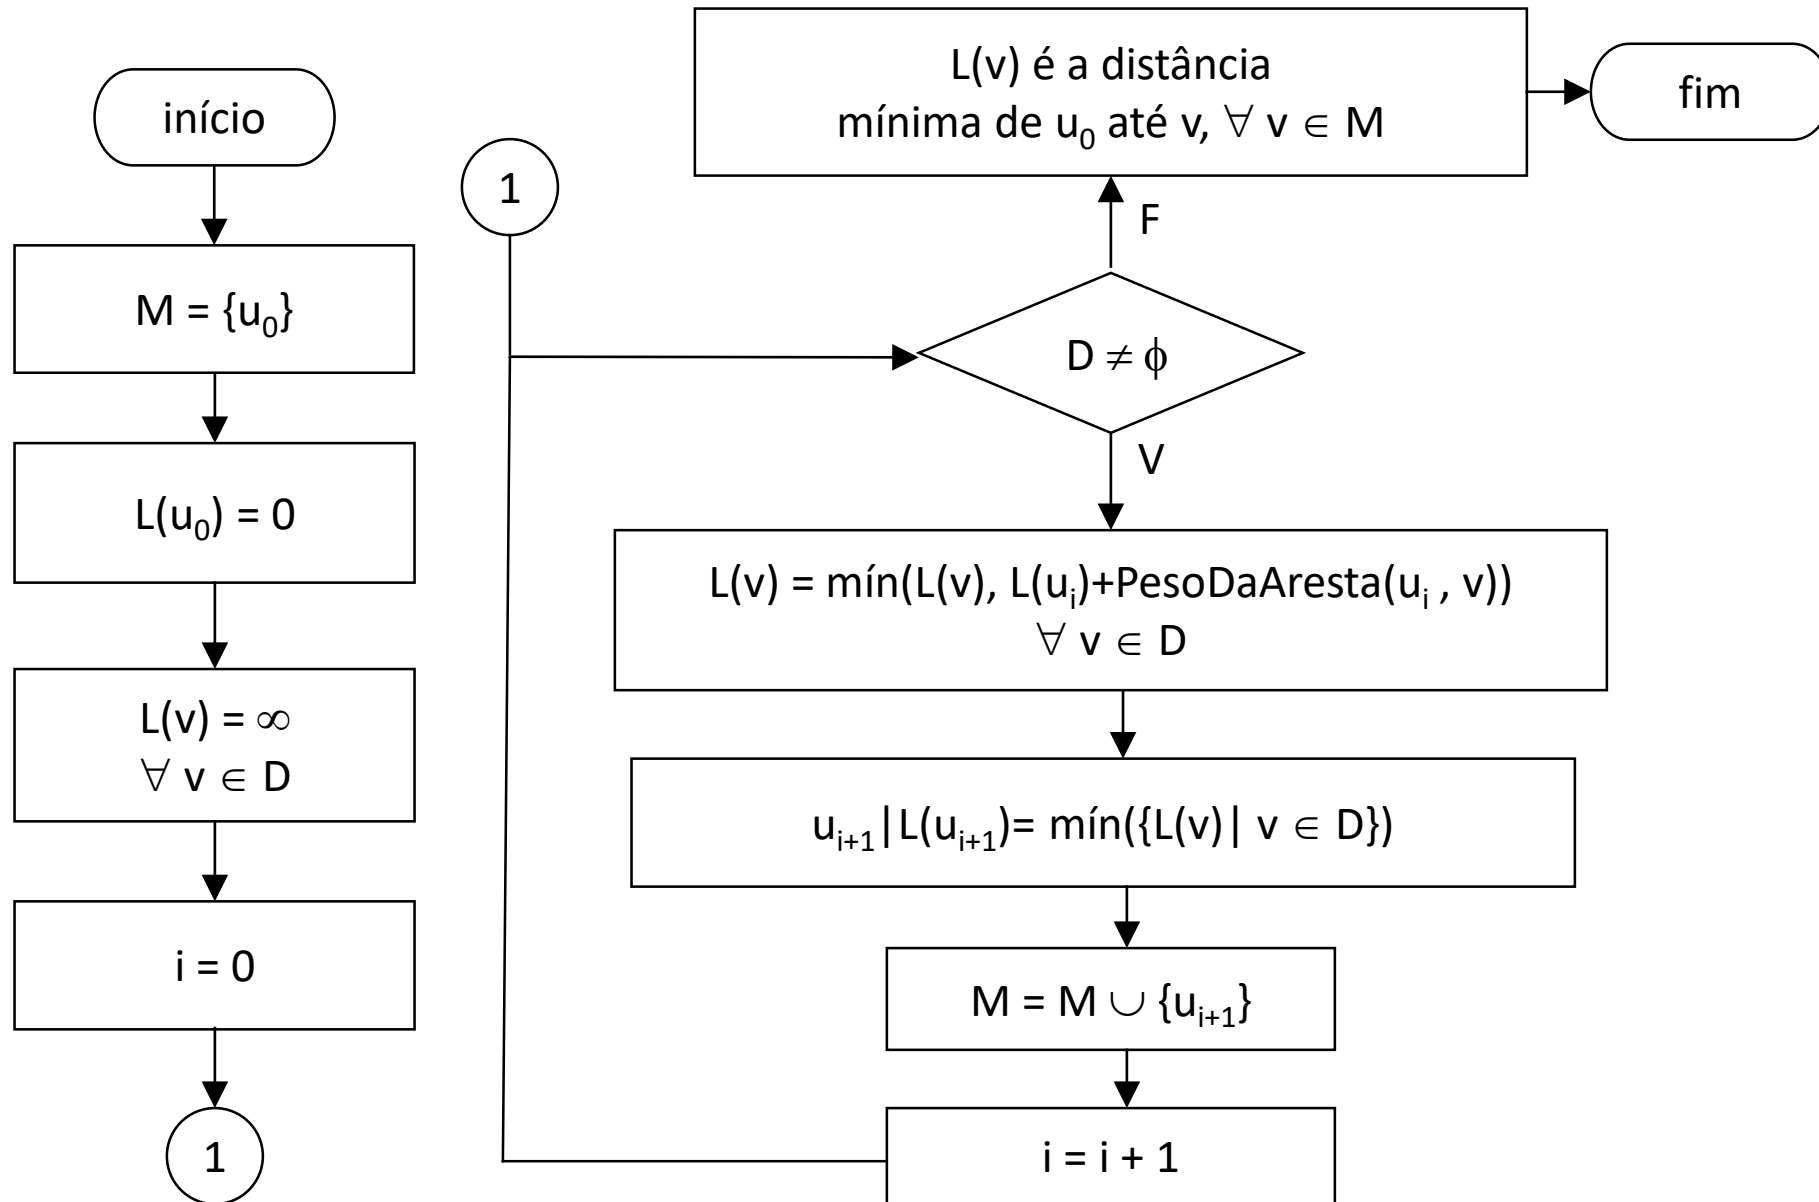 início
M = {u₀}
L(u₀) = 0
L(v) = ∞
∀ v ∈ D
i = 0
1
1
L(v) é a distância
mínima de u₀ até v, ∀ v ∈ M
fim
F
D ≠ ϕ
V
L(v) = mín(L(v), L(uᵢ)+PesoDaAresta(uᵢ , v))
∀ v ∈ D
uᵢ₊₁|L(uᵢ₊₁)= mín({L(v)| v ∈ D})
M = M ∪ {uᵢ₊₁}
i = i + 1